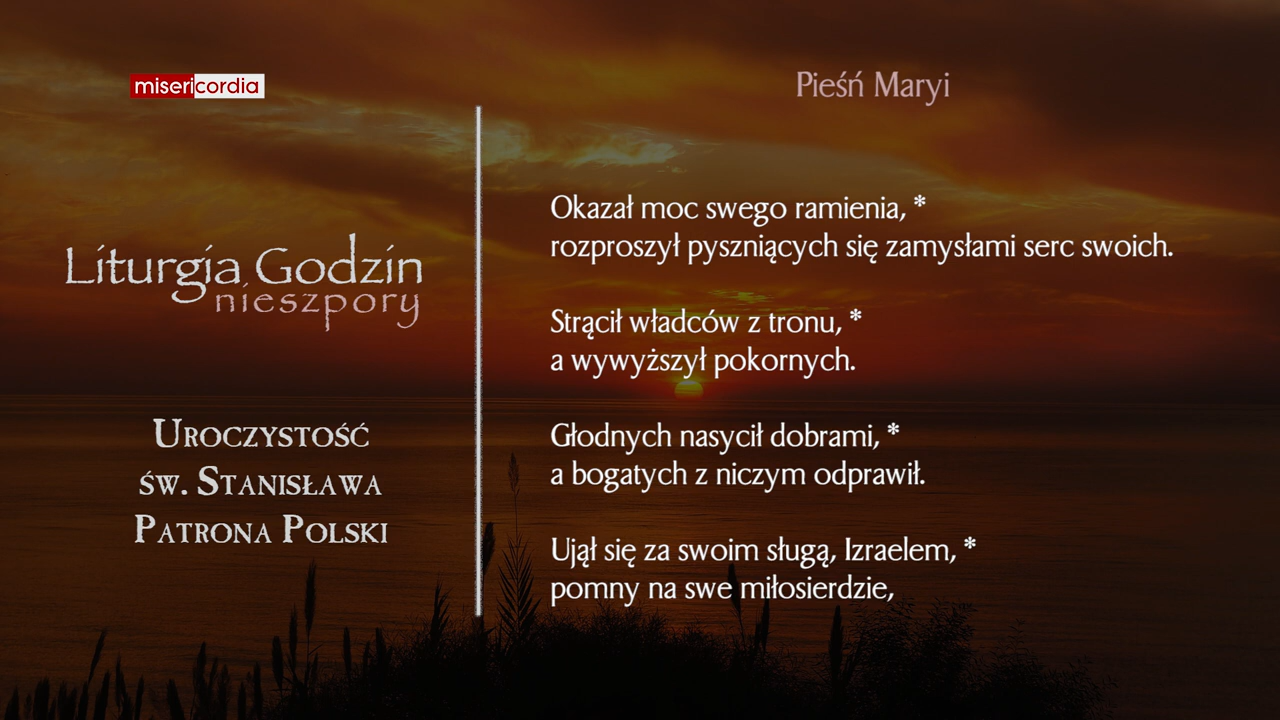 misericordia
Liturgia Godzin
nieszpory
Uroczystość
św. Stanisława
Patrona Polski
Pieśń Maryi
Okazał moc swego ramienia, *
rozproszył pyszniących się zamysłami serc swoich.
Strącił władców z tronu, *
a wywyższył pokornych.
Głodnych nasycił dobrami, *
a bogatych z niczym odprawił.
Ujął się za swoim sługą, Izraelem, *
pomny na swe miłosierdzie,